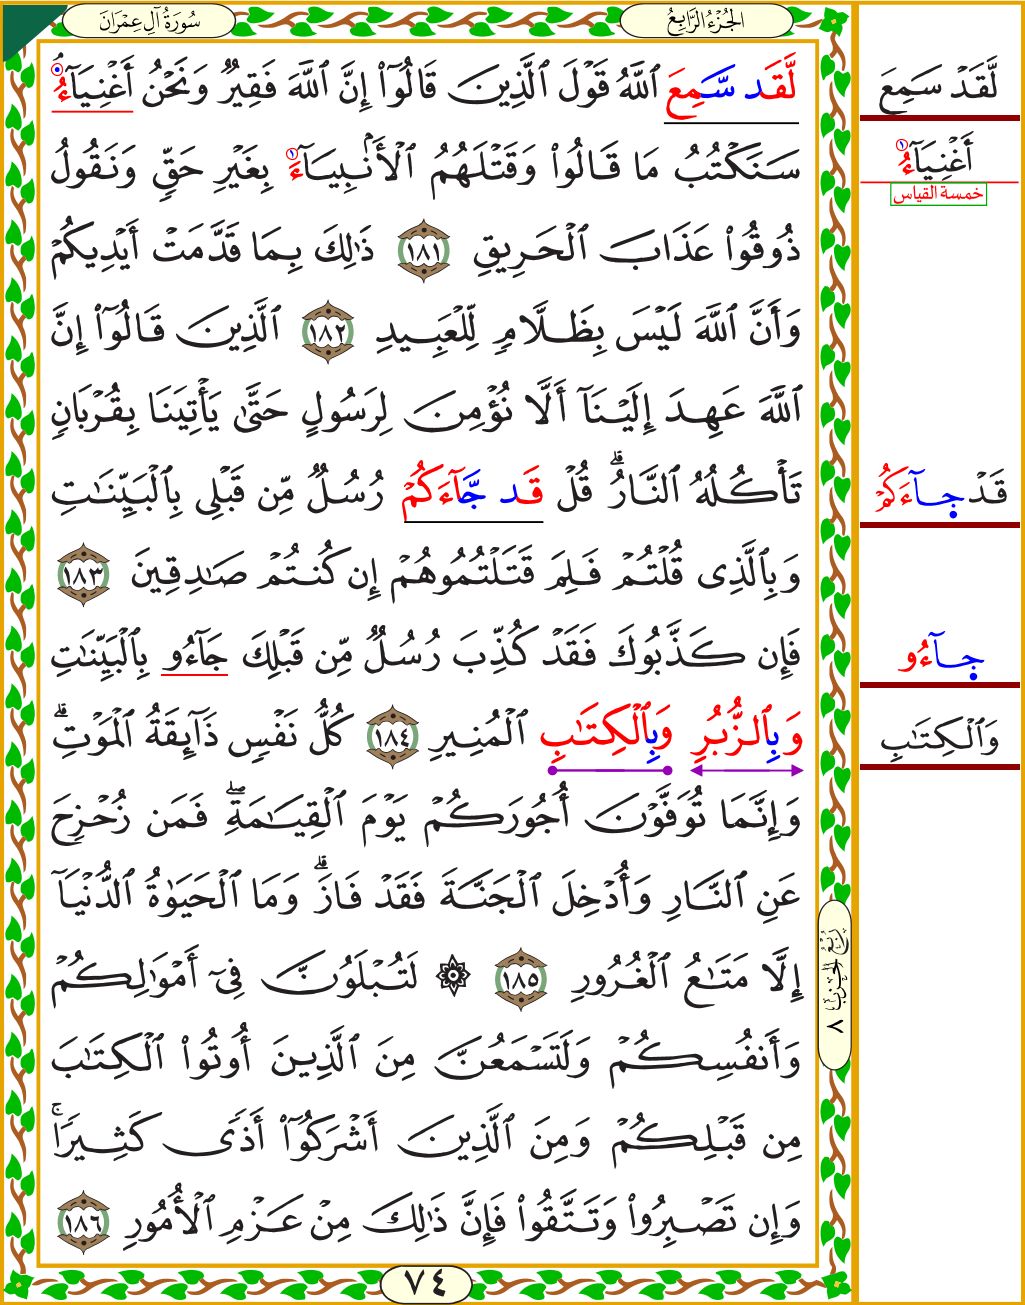 سُورَةُ آلِ عِمْرَانَ
الجُزْءُ الرَّابِعُ
لَّقَد سَّمِعَ ٱللَّهُ قَوْلَ ٱلَّذِينَ قَالُوٓاْ إِنَّ ٱللَّهَ فَقِيرٌ وَنَحْنُ أَغْنِيَآءُۘ
سَنَكْتُبُ مَا قَالُواْ وَقَتْلَهُمُ ٱلْأَنۢبِيَآءَ بِغَيْرِ حَقٍّ وَنَقُولُ
ذُوقُواْ عَذَابَ ٱلْحَرِيقِ ١٨١ ذَٰلِكَ بِمَا قَدَّمَتْ أَيْدِيكُمْ
وَأَنَّ ٱللَّهَ لَيْسَ بِظَلَّامٍ لِّلْعَبِيدِ ١٨٢ ٱلَّذِينَ قَالُوٓاْ إِنَّ
ٱللَّهَ عَهِدَ إِلَيْنَآ أَلَّا نُؤْمِنَ لِرَسُولٍ حَتَّىٰ يَأْتِيَنَا بِقُرْبَانٍ
تَأْكُلُهُ ٱلنَّارُۗ قُلْ قَد جَّآءَكُمْ رُسُلٌ مِّن قَبْلِى بِٱلْبَيِّنَٰتِ
وَبِٱلَّذِى قُلْتُمْ فَلِمَ قَتَلْتُمُوهُمْ إِن كُنتُمْ صَٰدِقِينَ ١٨٣
فَإِن كَذَّبُوكَ فَقَدْ كُذِّبَ رُسُلٌ مِّن قَبْلِكَ جَآءُو بِٱلْبَيِّنَٰتِ
وَبِٱلزُّبُرِ وَبِٱلْكِتَٰبِ ٱلْمُنِيرِ ١٨٤ كُلُّ نَفْسٍ ذَآئِقَةُ ٱلْمَوْتِۗ
وَإِنَّمَا تُوَفَّوْنَ أُجُورَكُمْ يَوْمَ ٱلْقِيَٰمَةِۖ فَمَن زُحْزِحَ
عَنِ ٱلنَّارِ وَأُدْخِلَ ٱلْجَنَّةَ فَقَدْ فَازَۗ وَمَا ٱلْحَيَوٰةُ ٱلدُّنْيَآ
إِلَّا مَتَٰعُ ٱلْغُرُورِ ١٨٥ ۞ لَتُبْلَوُنَّ فِىٓ أَمْوَٰلِكُمْ
وَأَنفُسِكُمْ وَلَتَسْمَعُنَّ مِنَ ٱلَّذِينَ أُوتُواْ ٱلْكِتَٰبَ
مِن قَبْلِكُمْ وَمِنَ ٱلَّذِينَ أَشْرَكُوٓاْ أَذًى كَثِيرًاۚ
وَإِن تَصْبِرُواْ وَتَتَّقُواْ فَإِنَّ ذَٰلِكَ مِنْ عَزْمِ ٱلْأُمُورِ ١٨٦
٧٤
رُبْعُ الحِزْبِ ٨
لَّقَدْ سَمِعَ
أَغْنِيَآءُ
خمسة القياس
قَدْ جَآءَكُمْ
جَآءُو
وَٱلْكِتَٰبِ